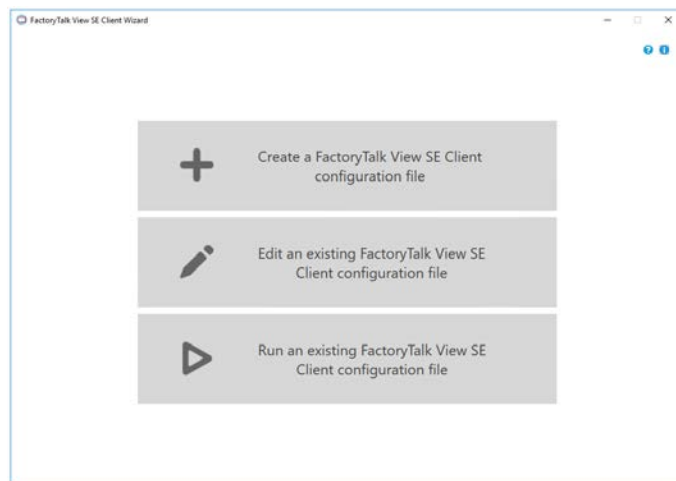 FactoryTalk View SE Client Wizard
Create a FactoryTalk View SE Client
configuration file
Edit an existing FactoryTalk View SE
Client configuration file
Run an existing FactoryTalk View SE
Client configuration file